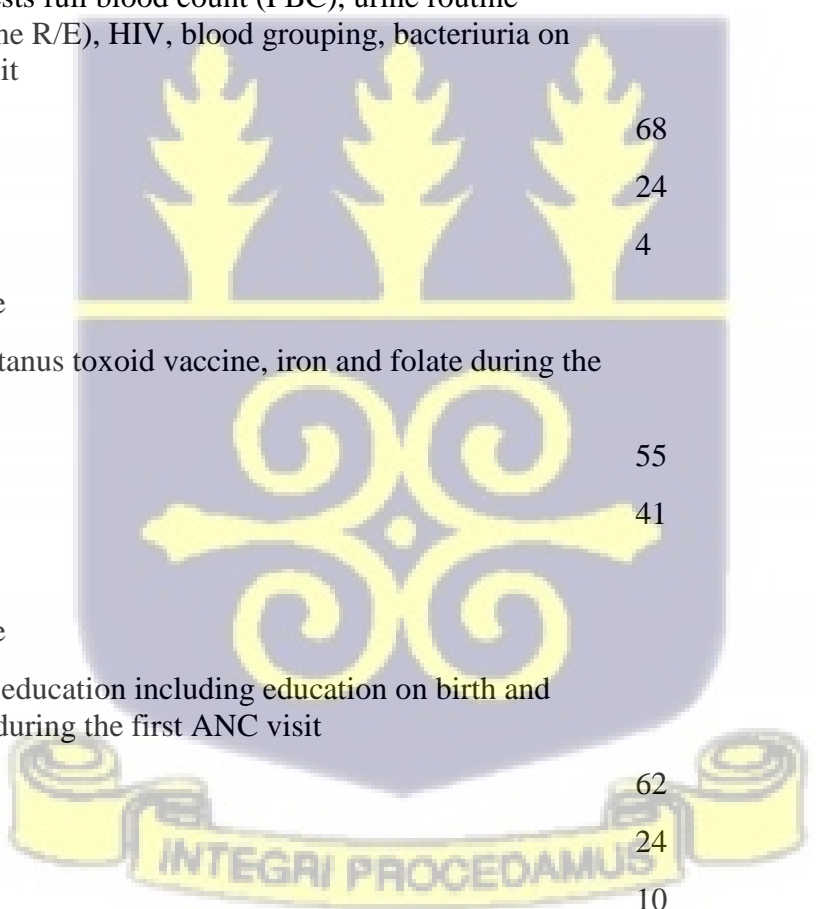 ests full blood count (FBC), urine routine
ne R/E), HIV, blood grouping, bacteriuria on
it
68
24
4
e
tanus toxoid vaccine, iron and folate during the
55
41
e
education including education on birth and
during the first ANC visit
62
24
INTEGRI PROCEDAMUS
10